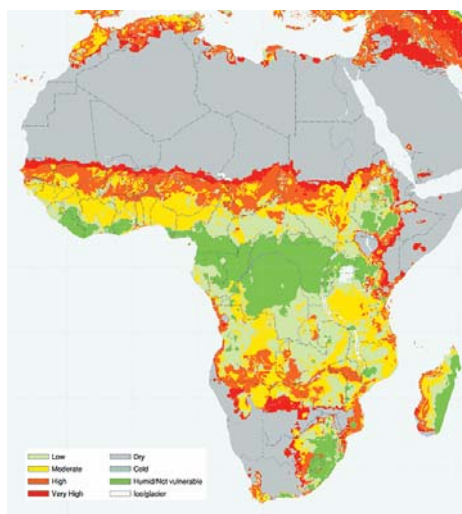 Low
Moderate
High
Very High
Dry
Cold
Humid/Not vulnerable
Ice/glacier